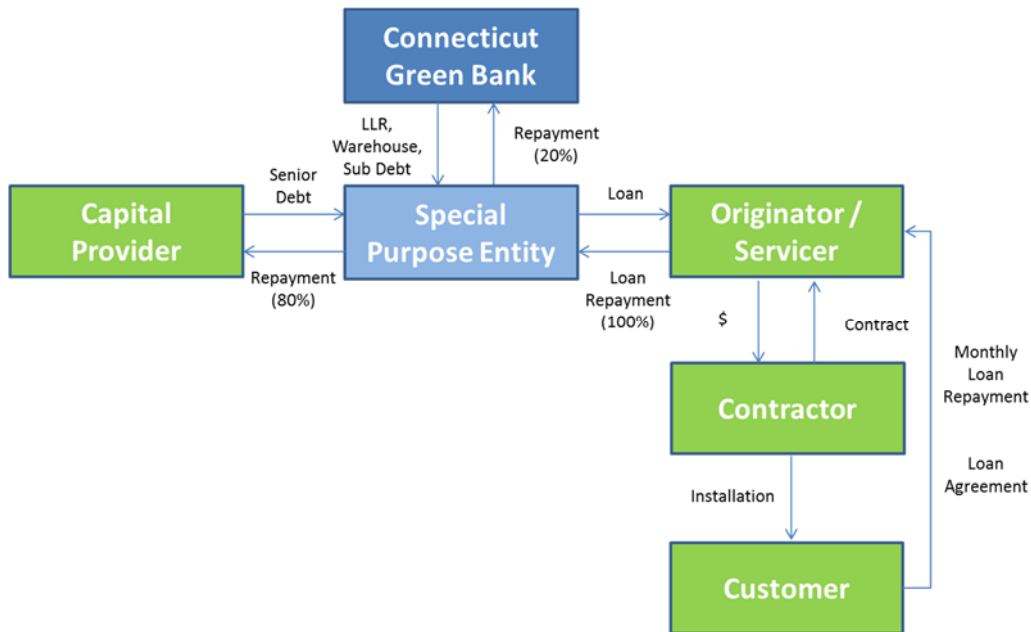 Connecticut
Green Bank
LLR,
Warehouse,
Sub Debt
Repayment
(20%)
Senior
Debt
Capital
Provider
Special
Purpose Entity
Loan
Originator /
Servicer
Repayment
(80%)
Loan
Repayment
(100%)
$
Contract
Monthly
Loan
Repayment
Contractor
Loan
Agreement
Installation
Customer